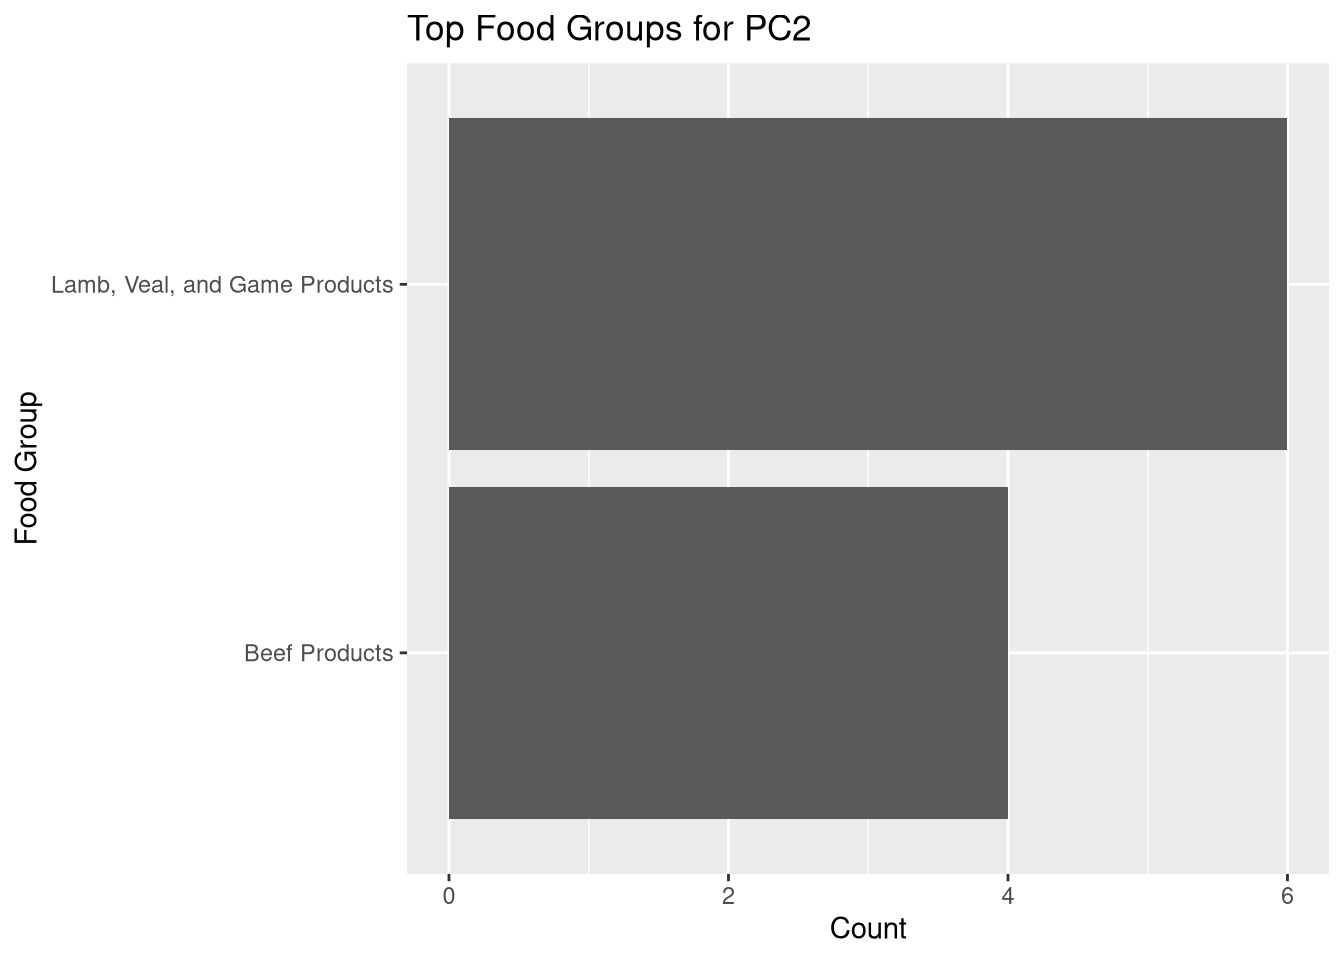 Top Food Groups for PC2
Food Group
Lamb, Veal, and Game Products
Beef Products
0 2 4 6
Count